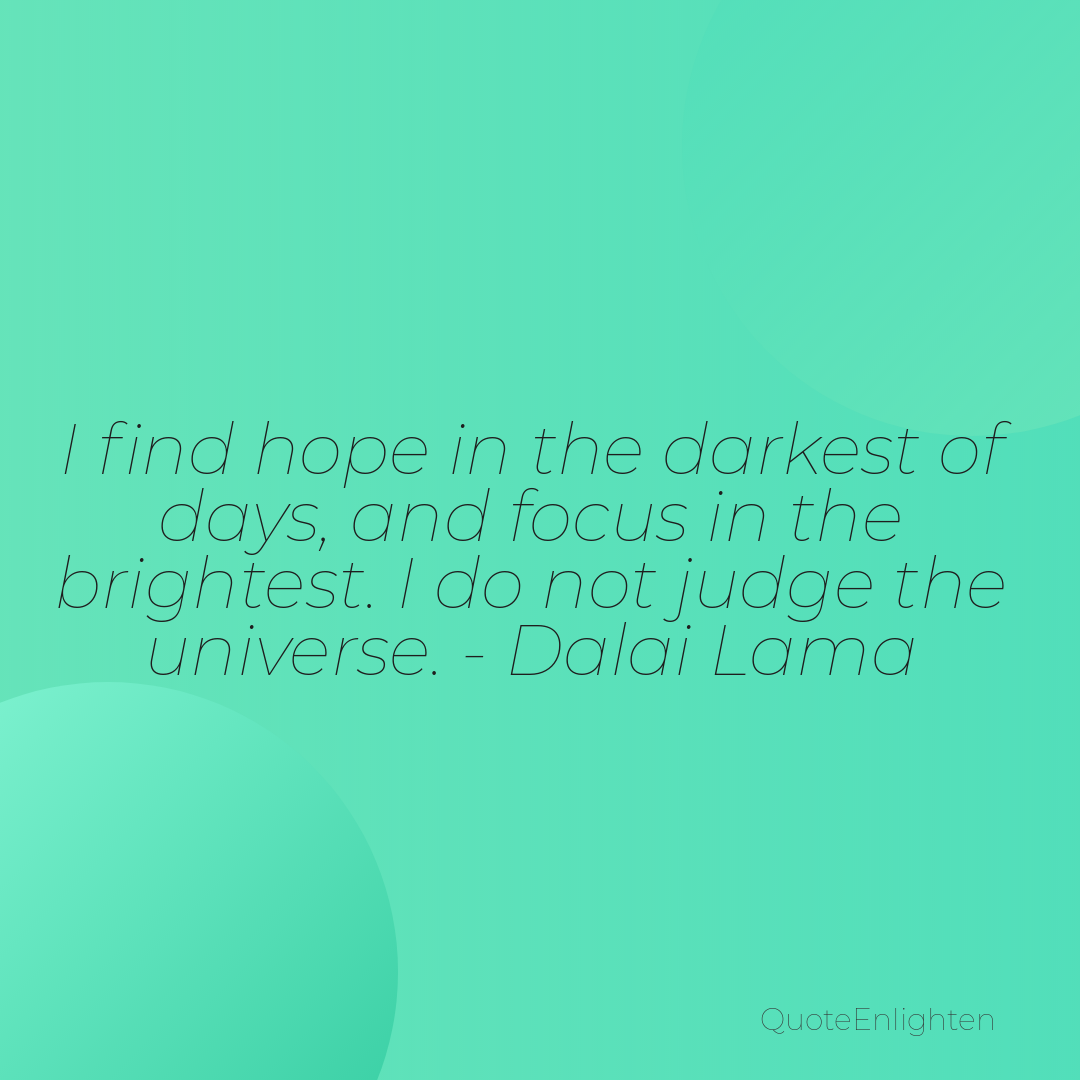 I find hope in the darkest of
days, and focus in the
brightest. I do not judge the
universe. - Dalai Lama
QuoteEnlighten